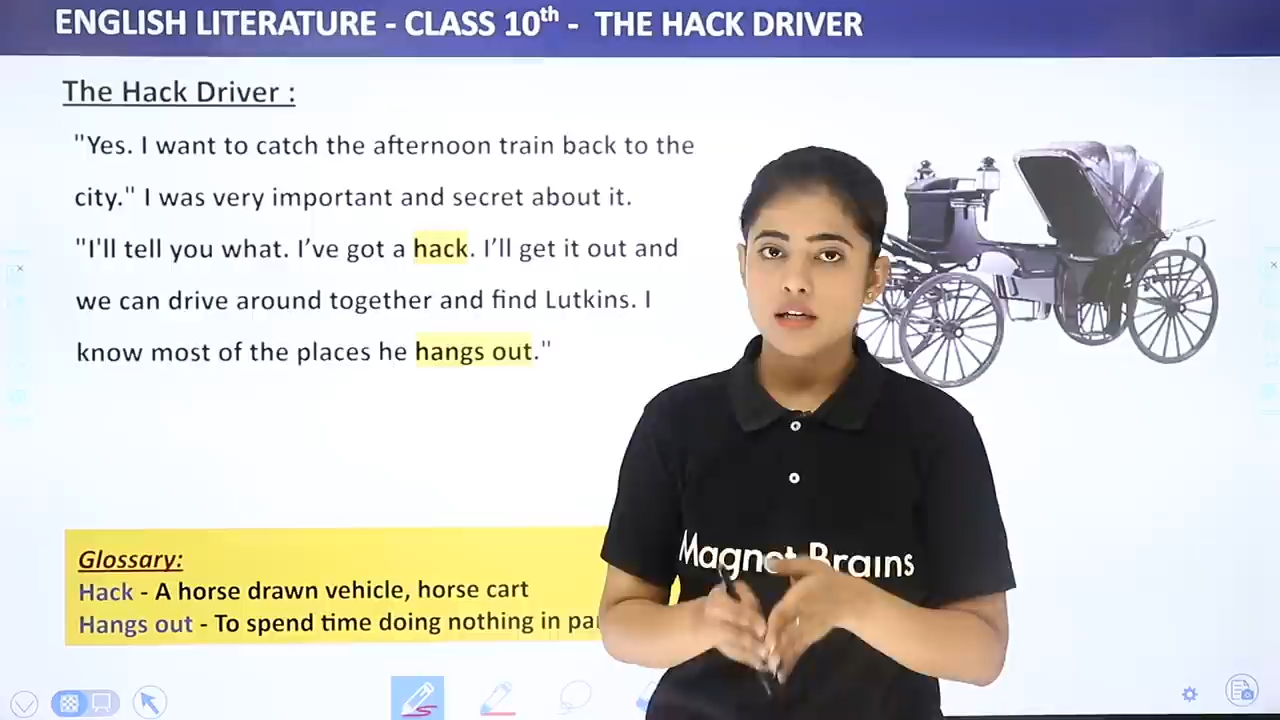 ENGLISH LITERATURE - CLASS 10th - THE HACK DRIVER
The Hack Driver :
"Yes. I want to catch the afternoon train back to the
city." I was very important and secret about it.
"I'll tell you what. I've got a hack. I'll get it out and
we can drive around together and find Lutkins. I
know most of the places he hangs out."
Glossary:
Hack - A horse drawn vehicle, horse cart
Hangs out - To spend time doing nothing in
Magnet Brains